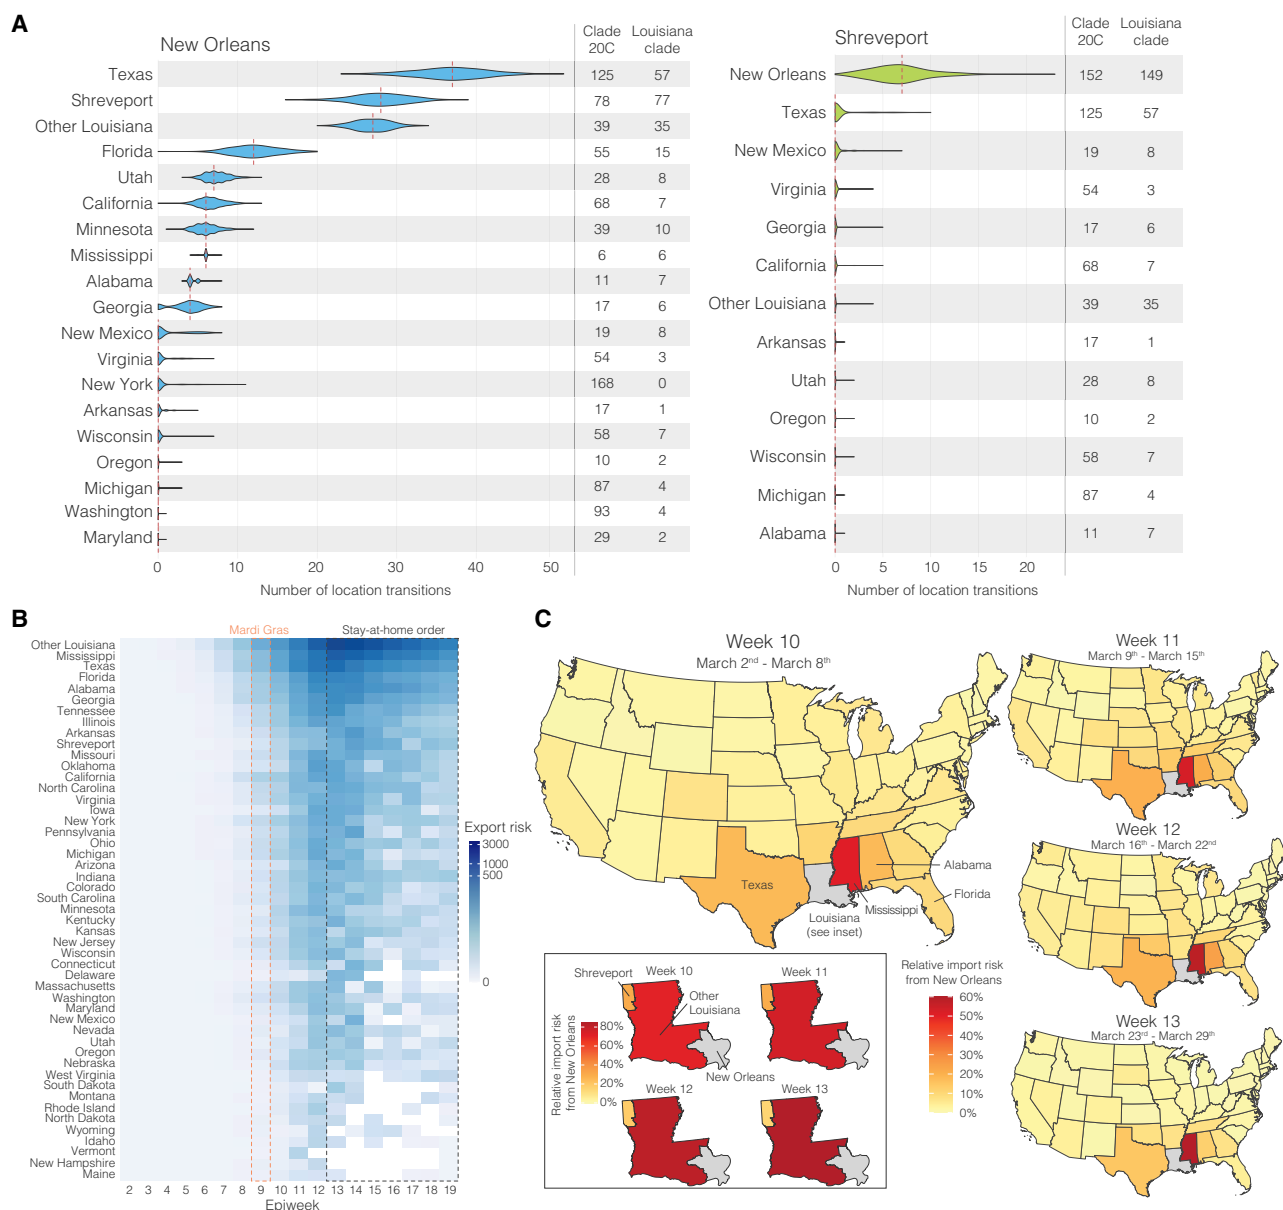 A
New Orleans
Clade 20C
Louisiana clade
Texas 125 57
Shreveport 78 77
Other Louisiana 39 35
Florida 55 15
Utah 28 8
California 68 7
Minnesota 39 10
Mississippi 6 6
Alabama 11 7
Georgia 17 6
New Mexico 19 8
Virginia 54 3
New York 168 0
Arkansas 17 1
Wisconsin 58 7
Oregon 10 2
Michigan 87 4
Washington 93 4
Maryland 29 2
0 10 20 30 40 50
Number of location transitions
Shreveport
Clade 20C
Louisiana clade
New Orleans 152 149
Texas 125 57
New Mexico 19 8
Virginia 54 3
Georgia 17 6
California 68 7
Other Louisiana 39 35
Arkansas 17 1
Utah 28 8
Oregon 10 2
Wisconsin 58 7
Michigan 87 4
Alabama 11 7
0 5 10 15 20
Number of location transitions
B
Mardi Gras
Stay-at-home order
Other Louisiana
Mississippi
Texas
Florida
Alabama
Georgia
Tennessee
Illinois
Arkansas
Shreveport
Missouri
Oklahoma
California
North Carolina
Virginia
Iowa
New York
Pennsylvania
Ohio
Michigan
Arizona
Indiana
Colorado
South Carolina
Minnesota
Kentucky
Kansas
New Jersey
Wisconsin
Connecticut
Delaware
Massachusetts
Washington
Maryland
New Mexico
Nevada
Utah
Oregon
Nebraska
West Virginia
South Dakota
Montana
Rhode Island
North Dakota
Wyoming
Idaho
Vermont
New Hampshire
Maine
2 3 4 5 6 7 8 9 10 11 12 13 14 15 16 17 18 19
Epiweek
Export risk
3000
1000
500
0
C
Week 10
March 2nd - March 8th
Texas
Louisiana
(see inset)
Mississippi
Alabama
Florida
Week 11
March 9th - March 15th
Week 12
March 16th - March 22nd
Week 13
March 23rd - March 29th
Relative import risk
from New Orleans
60%
50%
40%
30%
20%
10%
0%
Shreveport
Week 10
Week 11
Other
Louisiana
New Orleans
Week 12
Week 13
Relative import risk
from New Orleans
80%
60%
40%
20%
0%